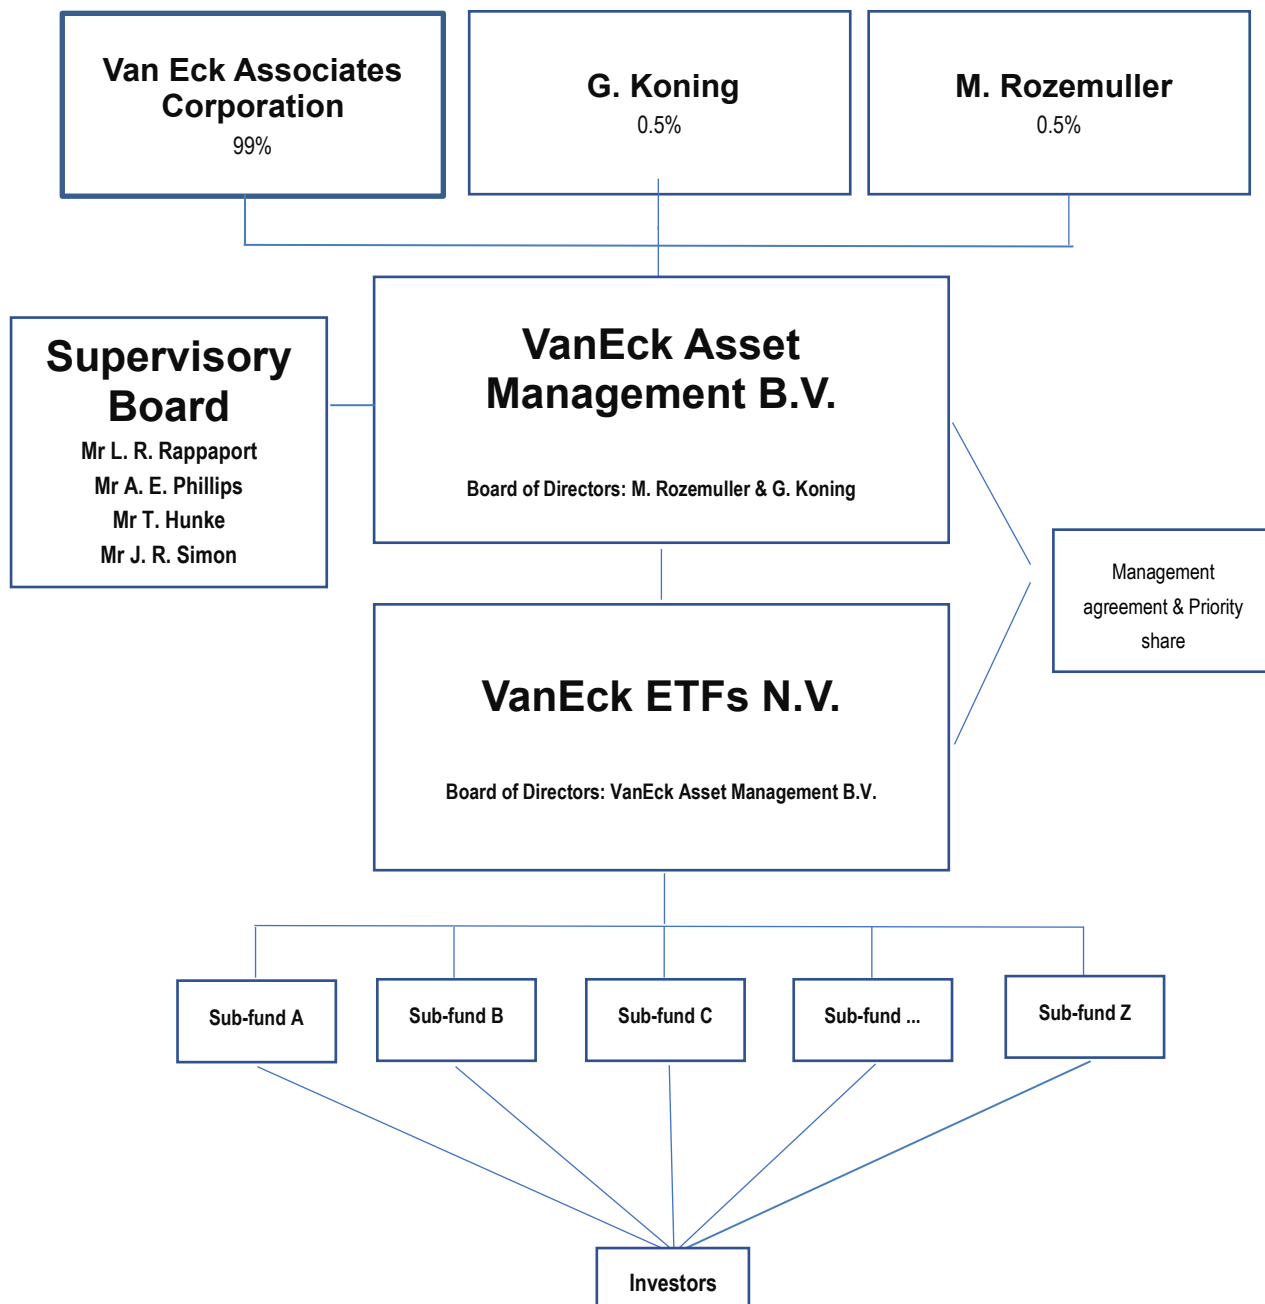 Van Eck Associates
Corporation
99%
G. Koning
0.5%
M. Rozemuller
0.5%
Supervisory
Board
Mr L. R. Rappaport
Mr A. E. Phillips
Mr T. Hunke
Mr J. R. Simon
VanEck Asset
Management B.V.
Board of Directors: M. Rozemuller & G. Koning
Management
agreement & Priority
share
VanEck ETFs N.V.
Board of Directors: VanEck Asset Management B.V.
Sub-fund A
Sub-fund B
Sub-fund C
Sub-fund ...
Sub-fund Z
Investors